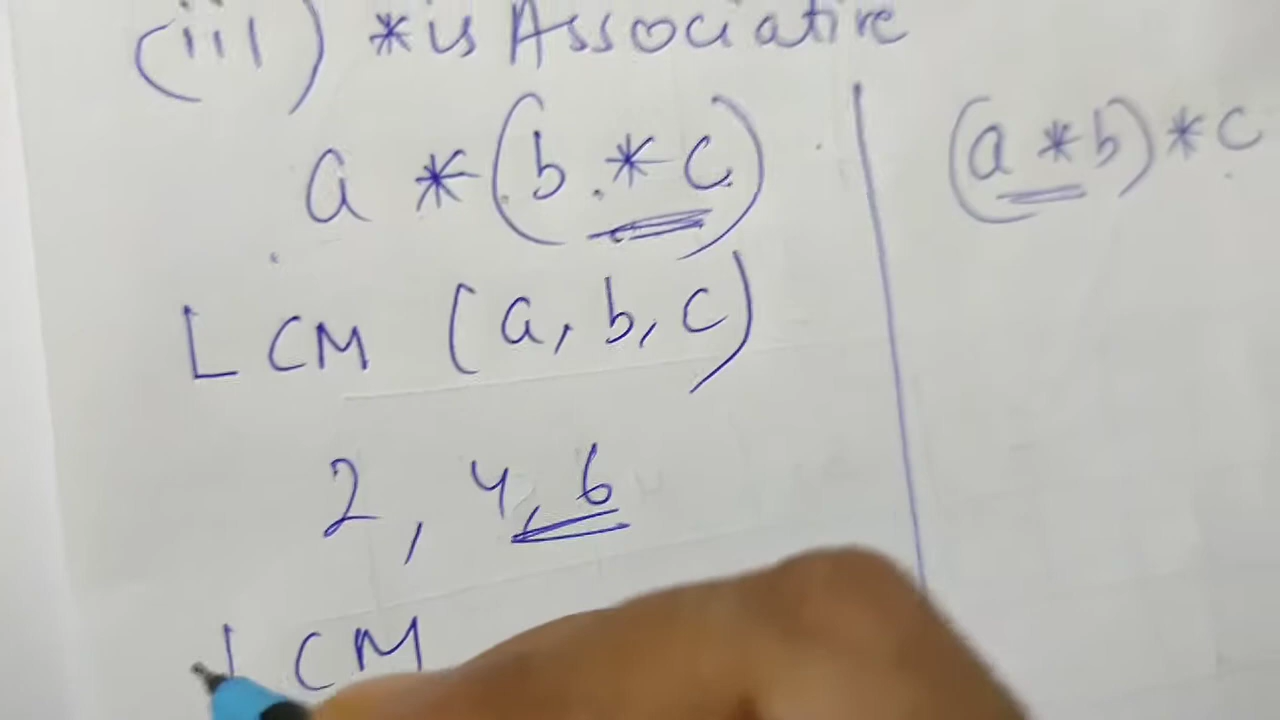 (iii) * is Associative
a * (b * c)
(a * b) * c
LCM (a, b, c)
2, 4, 6
LCM